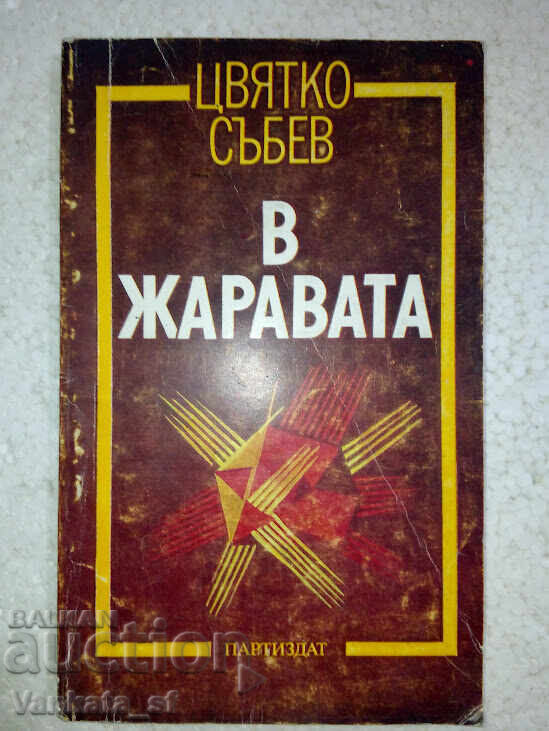 ЦВЯТКО
СЪБЕВ
В
ЖАРАВАТА
ПАРТИЗДАТ
BALKAN
auction
Varkata_sf